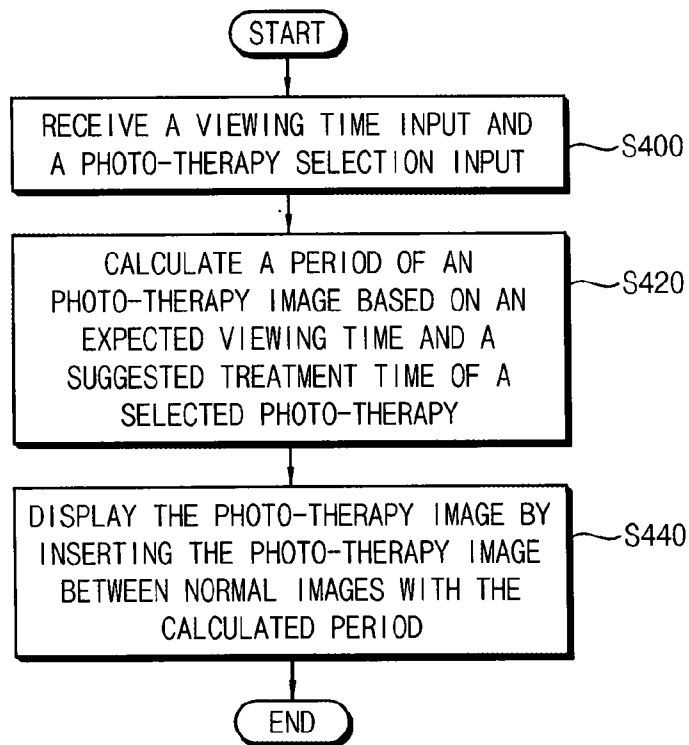 START
RECEIVE A VIEWING TIME INPUT AND
A PHOTO-THERAPY SELECTION INPUT
S400
CALCULATE A PERIOD OF AN
PHOTO-THERAPY IMAGE BASED ON AN
EXPECTED VIEWING TIME AND A
SUGGESTED TREATMENT TIME OF A
SELECTED PHOTO-THERAPY
S420
DISPLAY THE PHOTO-THERAPY IMAGE BY
INSERTING THE PHOTO-THERAPY IMAGE
BETWEEN NORMAL IMAGES WITH THE
CALCULATED PERIOD
S440
END